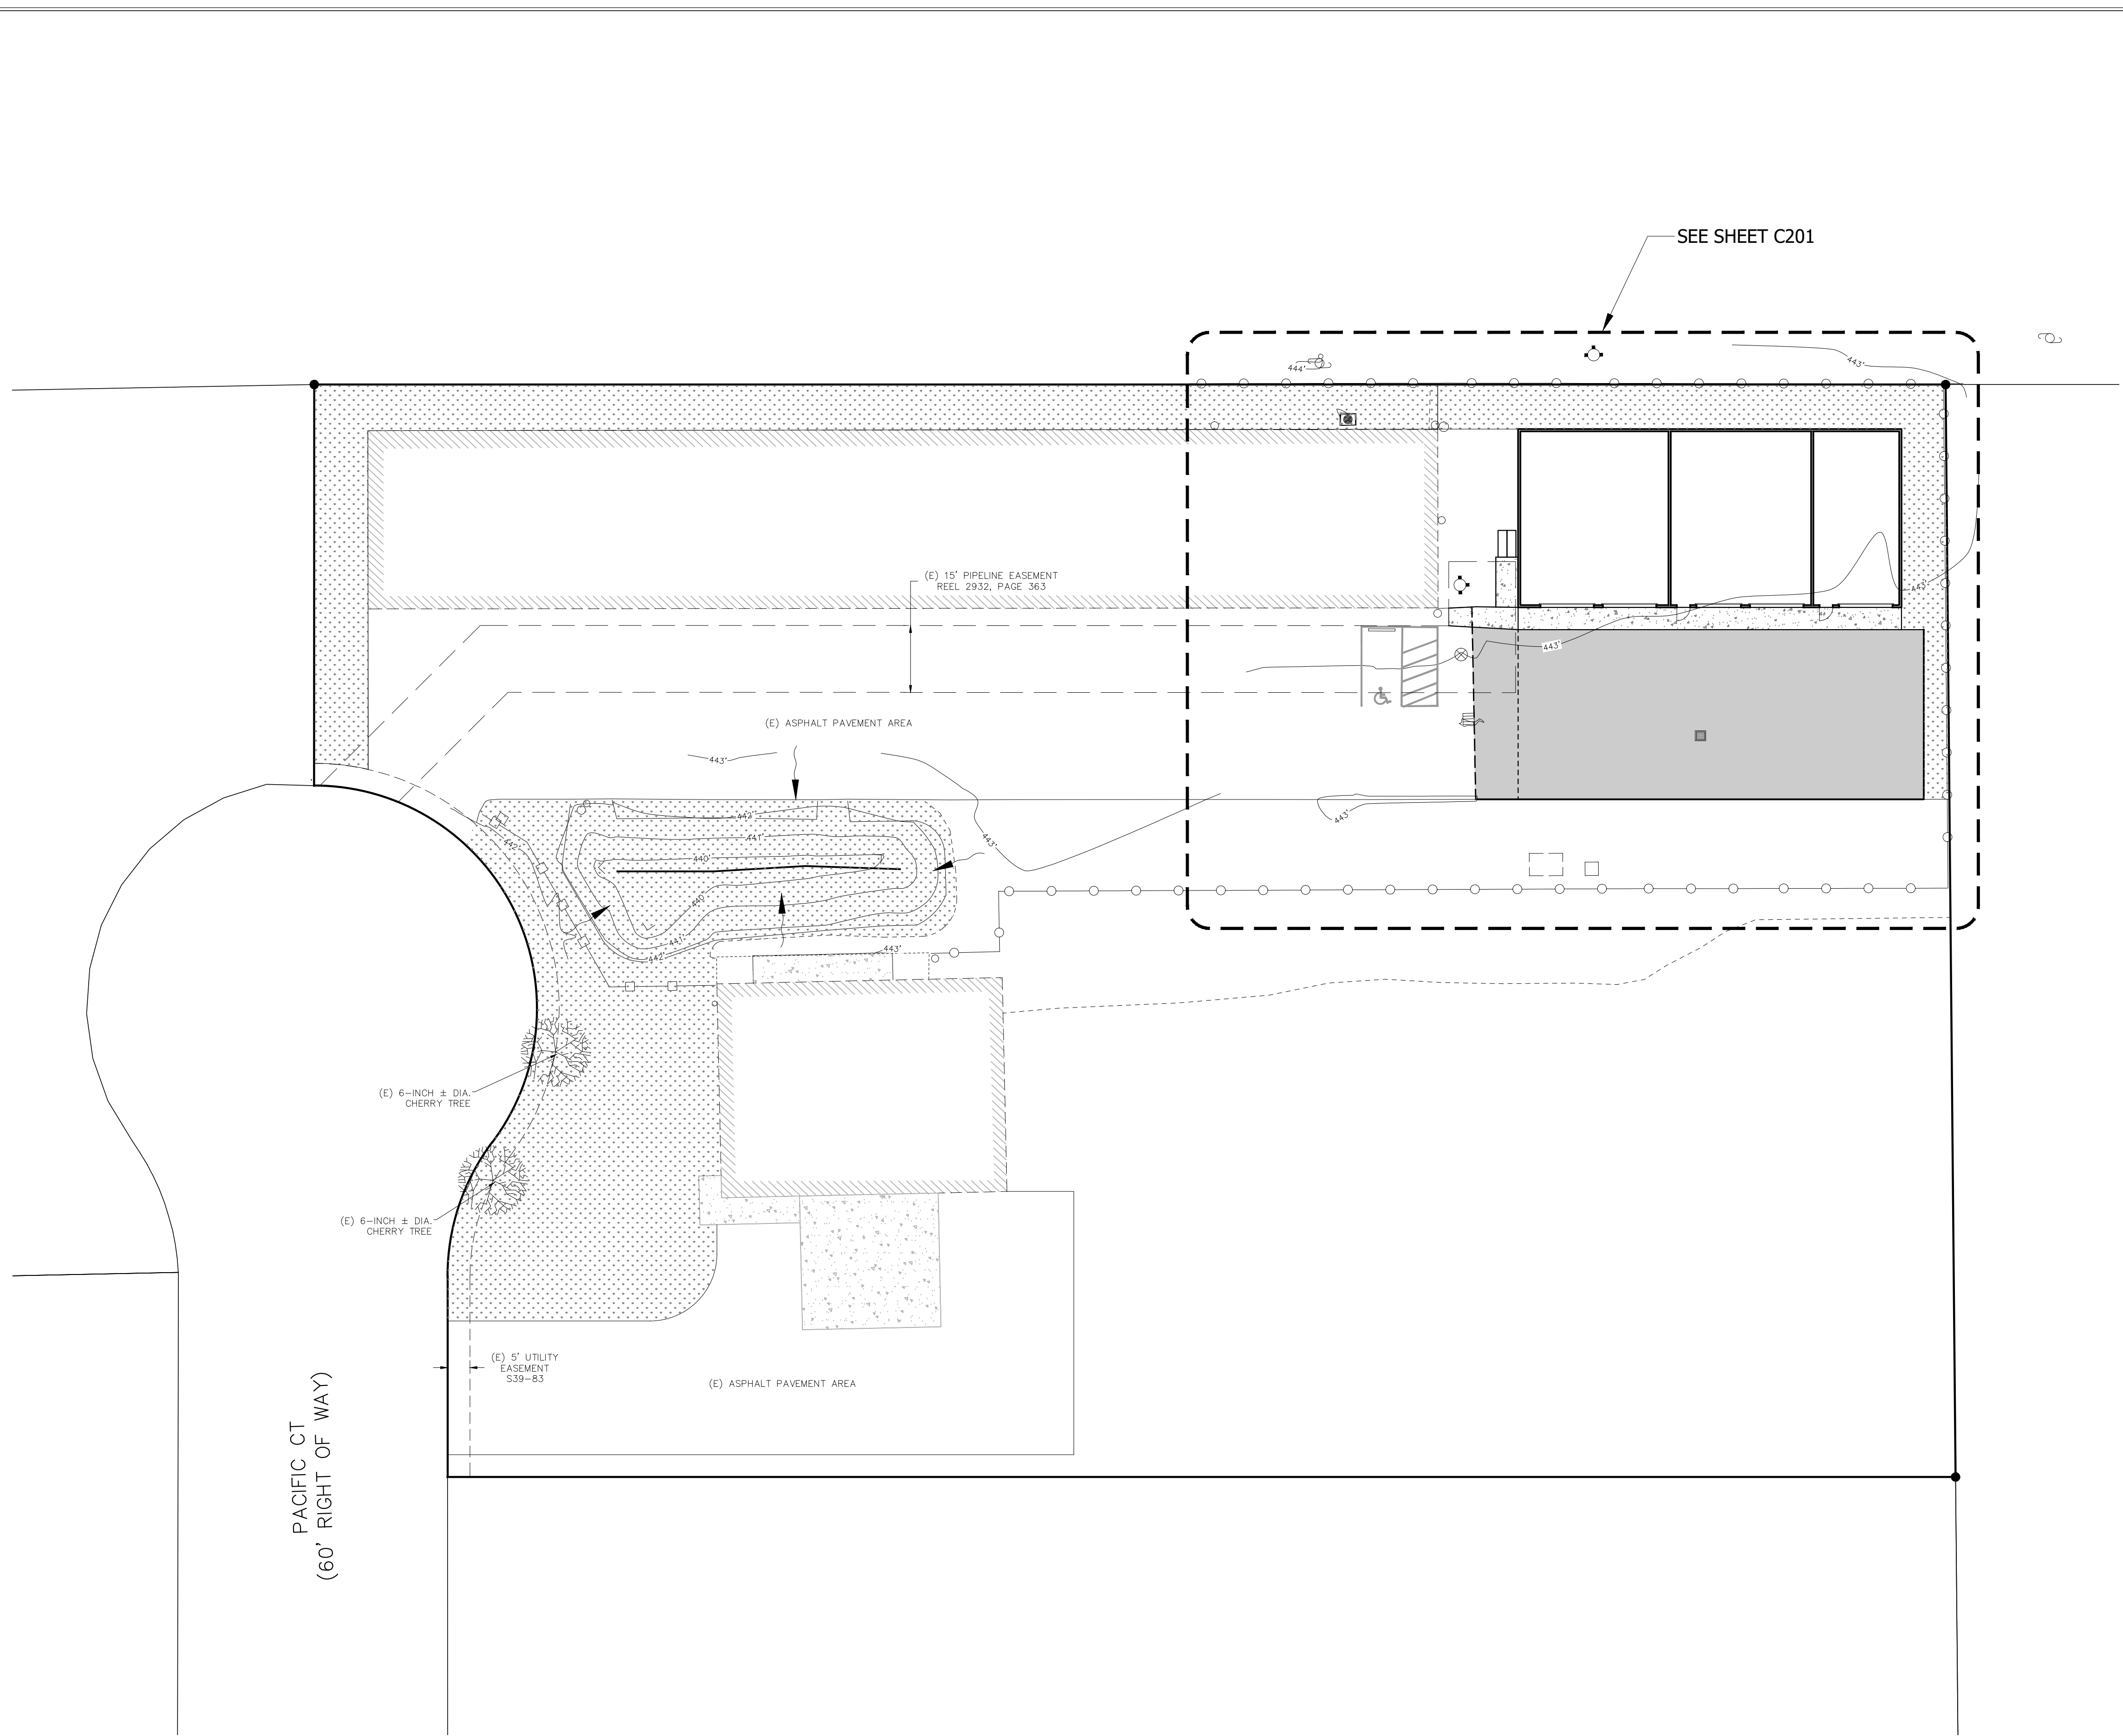 SEE SHEET C201
444'
443'
(E) 15' PIPELINE EASEMENT
REEL 2932, PAGE 363
443'
443'
(E) ASPHALT PAVEMENT AREA
443'
443'
442'
441'
443'
442'
440'
440'
441'
443'
442'
(E) 6-INCH ± DIA.
CHERRY TREE
(E) 6-INCH ± DIA.
CHERRY TREE
(E) 5' UTILITY
EASEMENT
S39-83
(E) ASPHALT PAVEMENT AREA
PACIFIC CT
(60' RIGHT OF WAY)